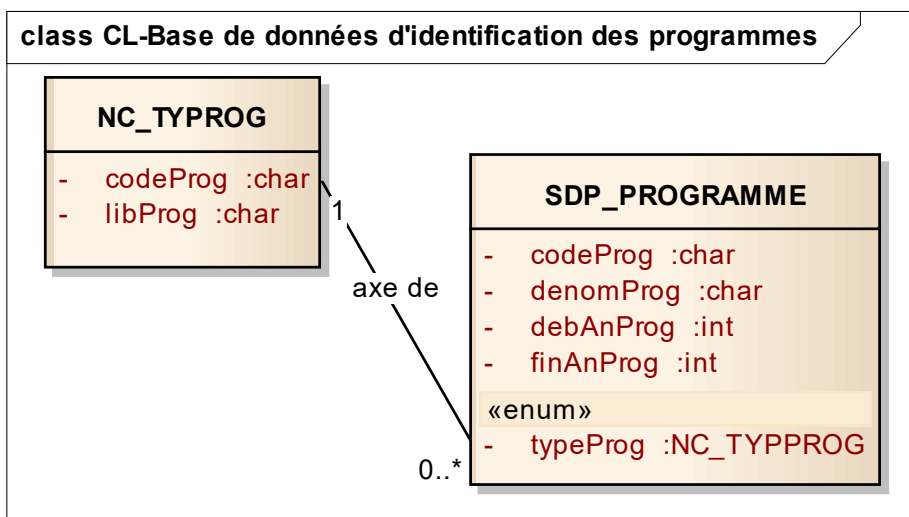 class CL-Base de données d'identification des programmes
NC_TYPROG
- codeProg :char
- libProg :char
1
axe de
0..*
SDP_PROGRAMME
- codeProg :char
- denomProg :char
- debAnProg :int
- finAnProg :int
«enum»
- typeProg :NC_TYPPROG